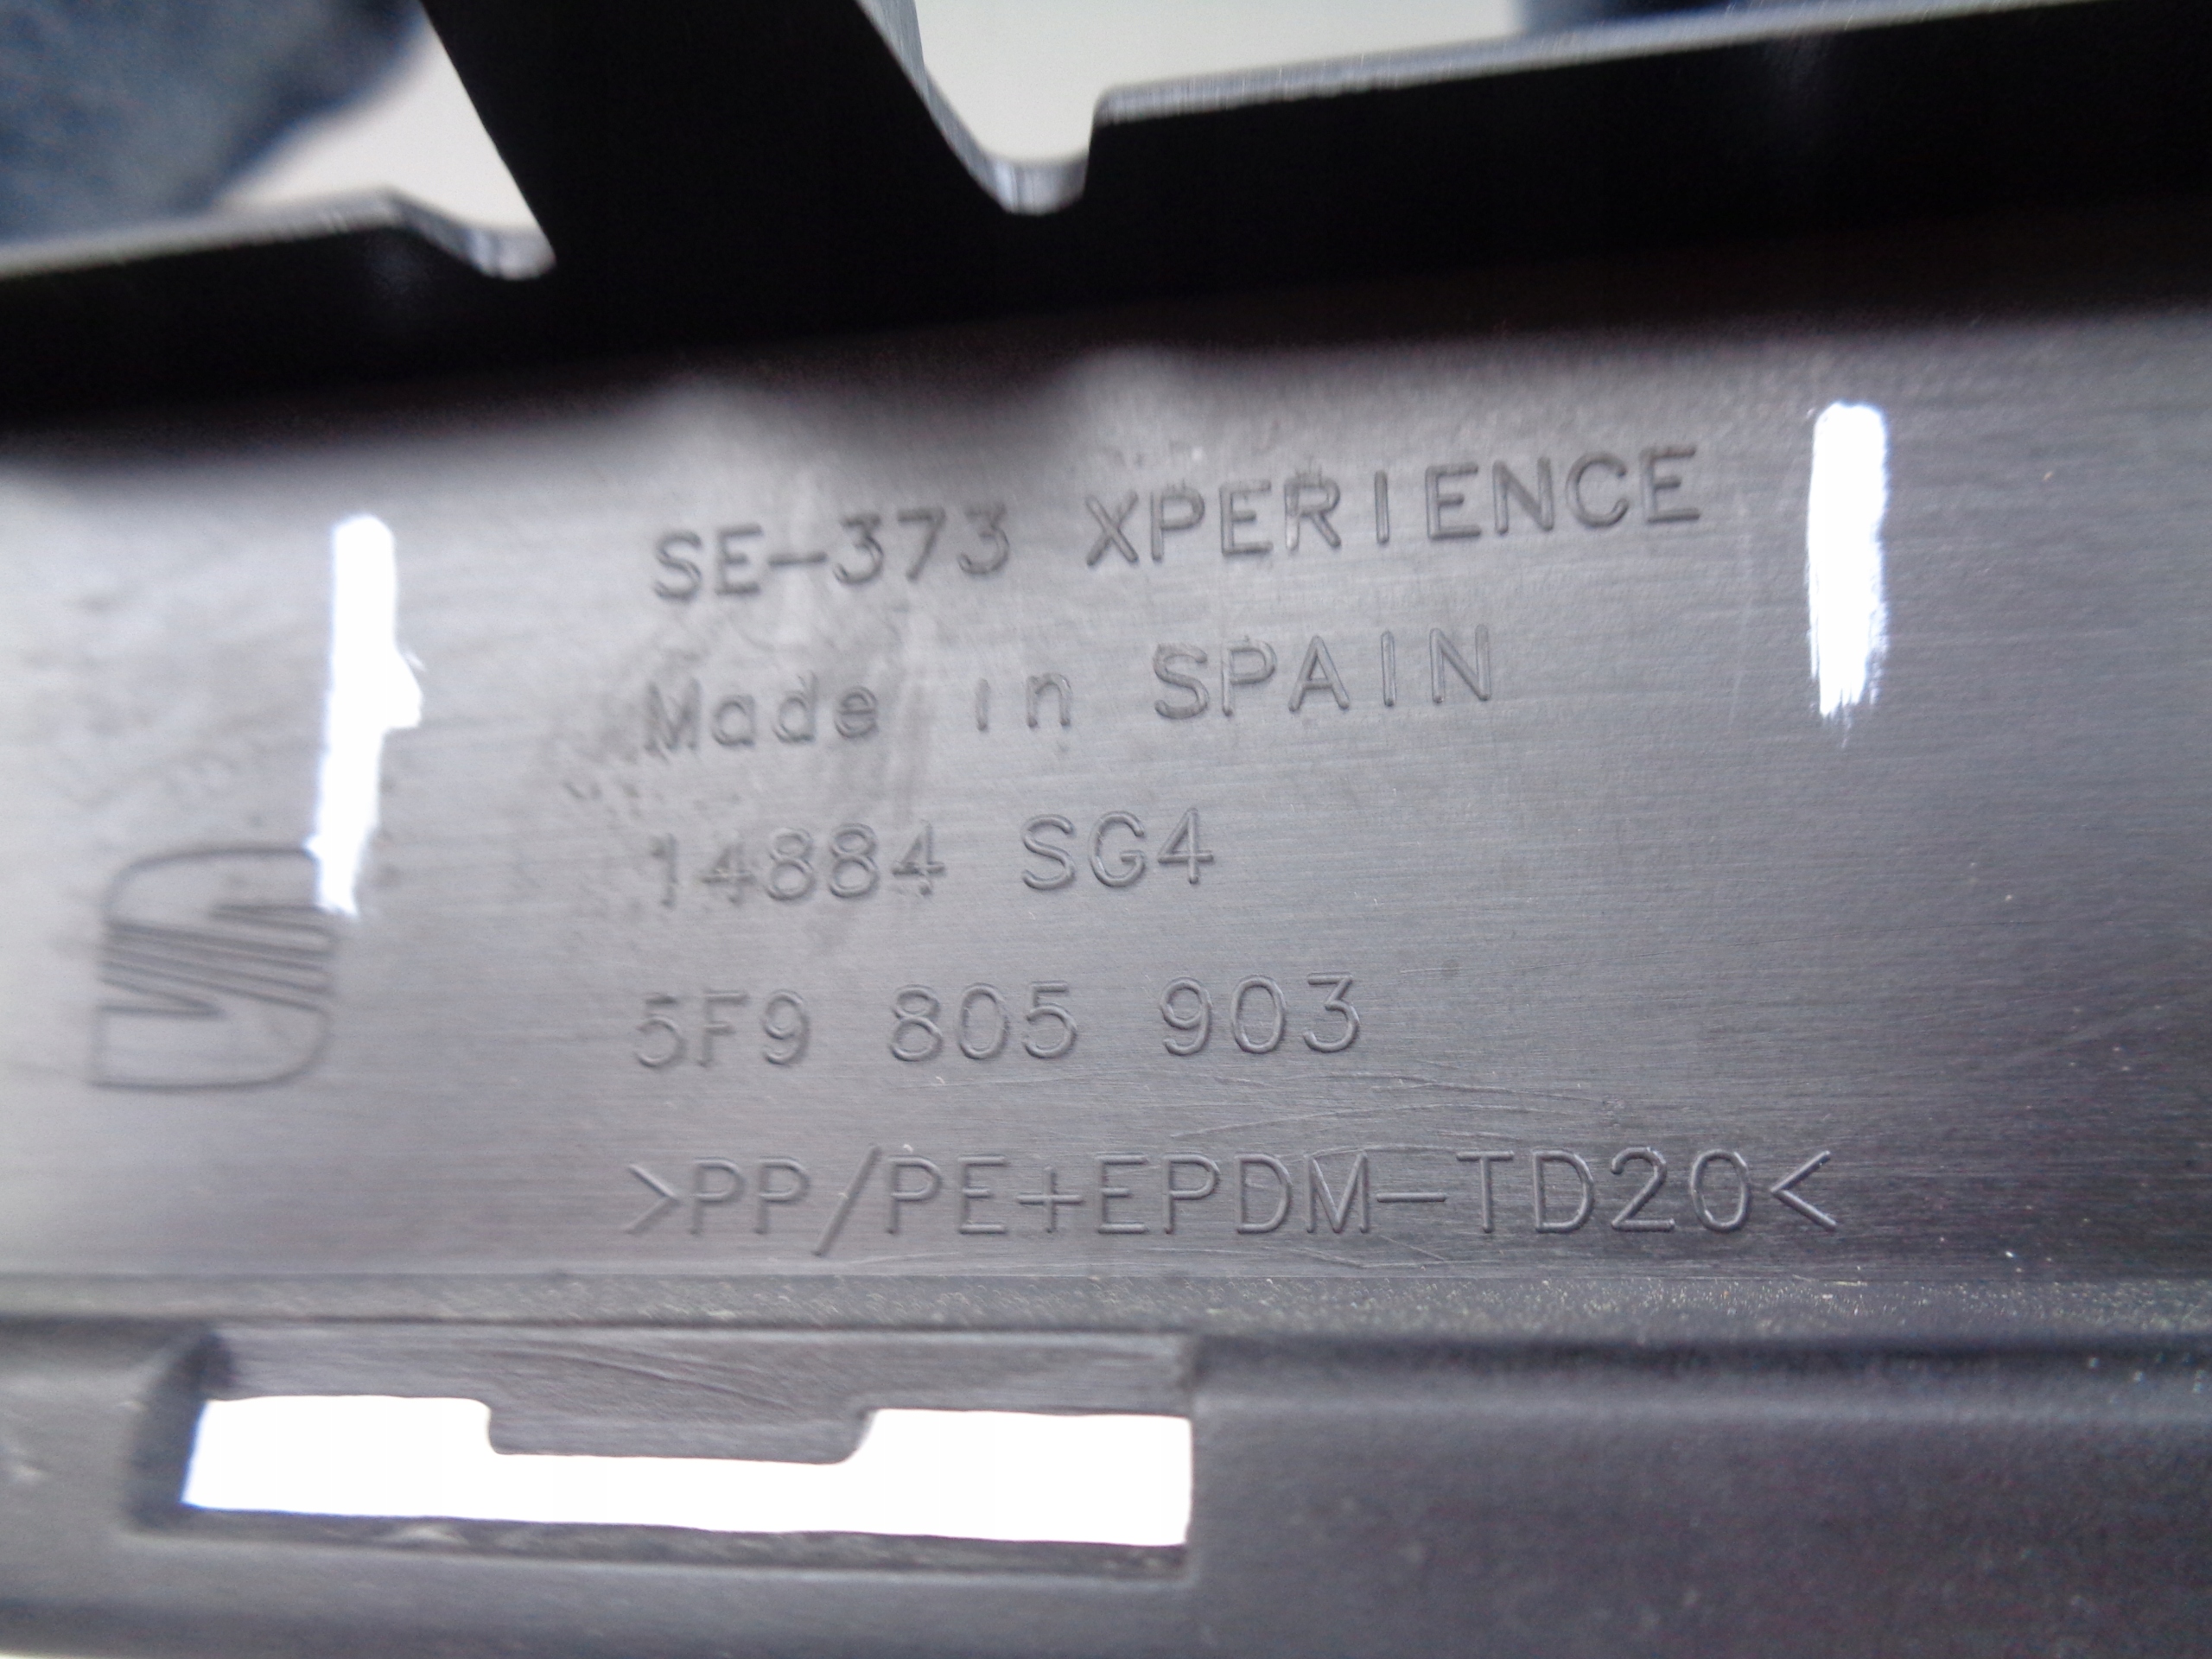 SE-373 XPERIENCE
Made in SPAIN
14884 SG4
5F9 805 903
>PP/PE+EPDM-TD20<